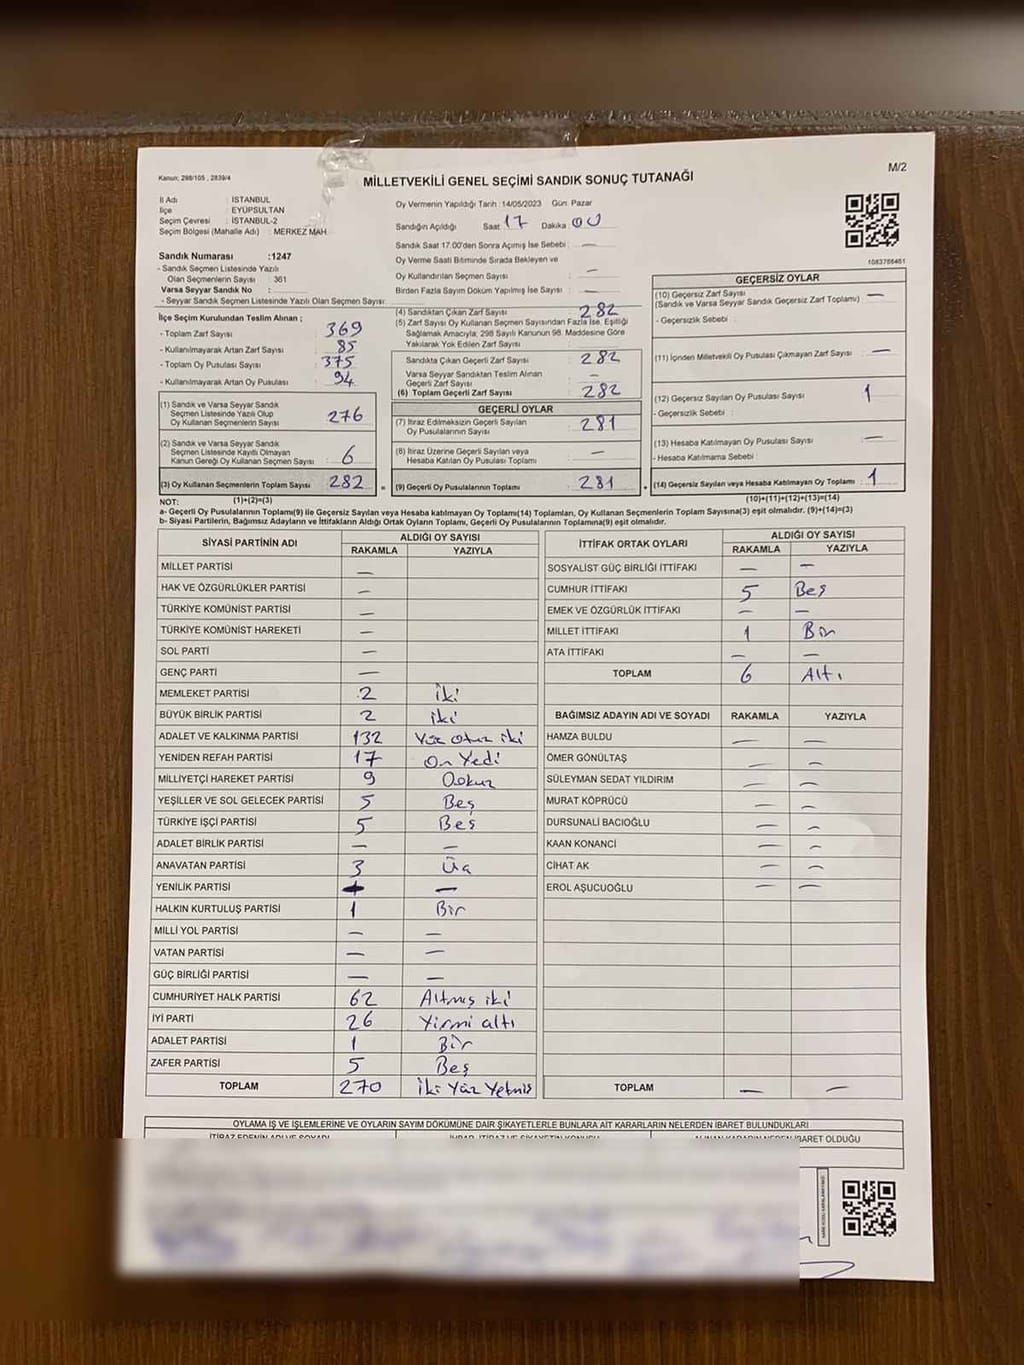 Kanun; 298/105 , 2839/4
M/2
MİLLETVEKİLİ GENEL SEÇİMİ SANDIK SONUÇ TUTANAĞI
İl Adı : İSTANBUL
İlçe : EYÜPSULTAN
Seçim Çevresi : İSTANBUL-2
Seçim Bölgesi (Mahalle Adı) : MERKEZ MAH.
Sandık Numarası :1247
- Sandık Seçmen Listesinde Yazılı
Olan Seçmenlerin Sayısı : 361
Varsa Seyyar Sandık No :
- Seyyar Sandık Seçmen Listesinde Yazılı Olan Seçmen Sayısı:
Oy Vermenin Yapıldığı Tarih : 14/05/2023 Gün: Pazar
Sandığın Açıldığı Saat 17 Dakika 00
Sandık Saat 17.00'den Sonra Açımış İse Sebebi : —
Oy Verme Saati Bitiminde Sırada Bekleyen ve
Oy Kullandırılan Seçmen Sayısı : —
Birden Fazla Sayım Döküm Yapılmış İse Sayısı : —
İlçe Seçim Kurulundan Teslim Alınan ;
- Toplam Zarf Sayısı : 369
- Kullanılmayarak Artan Zarf Sayısı : 85
- Toplam Oy Pusulası Sayısı : 375
- Kullanılmayarak Artan Oy Pusulası : 94
(1) Sandık ve Varsa Seyyar Sandık
Seçmen Listesinde Yazılı Olup
Oy Kullanan Seçmenlerin Sayısı : 276
(2) Sandık ve Varsa Seyyar Sandık
Seçmen Listesinde Kayıtlı Olmayan
Kanun Gereği Oy Kullanan Seçmen Sayısı : 6
(3) Oy Kullanan Seçmenlerin Toplam Sayısı : 282
(1)+(2)=(3)
(4) Sandıktan Çıkan Zarf Sayısı : 282
(5) Zarf Sayısı Oy Kullanan Seçmen Sayısından Fazla İse, Eşitliği
Sağlamak Amacıyla; 298 Sayılı Kanunun 98. Maddesine Göre
Yakılarak Yok Edilen Zarf Sayısı :
Sandıkta Çıkan Geçerli Zarf Sayısı : 282
Varsa Seyyar Sandıktan Teslim Alınan
Geçerli Zarf Sayısı : —
(6) Toplam Geçerli Zarf Sayısı : 282
GEÇERLİ OYLAR
(7) İtiraz Edilmeksizin Geçerli Sayılan
Oy Pusulalarının Sayısı : 281
(8) İtiraz Üzerine Geçerli Sayılan veya
Hesaba Katılan Oy Pusulası Toplamı : —
(9) Geçerli Oy Pusulalarının Toplamı : 281
1083766461
GEÇERSİZ OYLAR
(10) Geçersiz Zarf Sayısı : —
(Sandık ve Varsa Seyyar Sandık Geçersiz Zarf Toplamı)
- Geçersizlik Sebebi :
(11) İçinden Milletvekili Oy Pusulası Çıkmayan Zarf Sayısı : —
(12) Geçersiz Sayılan Oy Pusulası Sayısı : 1
- Geçersizlik Sebebi :
(13) Hesaba Katılmayan Oy Pusulası Sayısı : —
- Hesaba Katılmama Sebebi :
(14) Geçersiz Sayılan veya Hesaba Katılmayan Oy Toplamı : 1
(10)+(11)+(12)+(13)=(14)
NOT:
a- Geçerli Oy Pusulalarının Toplamı(9) ile Geçersiz Sayılan veya Hesaba katılmayan Oy Toplamı(14) Toplamları, Oy Kullanan Seçmenlerin Toplam Sayısına(3) eşit olmalıdır. (9)+(14)=(3)
b- Siyasi Partilerin, Bağımsız Adayların ve İttifakların Aldığı Ortak Oyların Toplamı, Geçerli Oy Pusulalarının Toplamına(9) eşit olmalıdır.
SİYASİ PARTİNİN ADI ALDIĞI OY SAYISI
RAKAMLA YAZIYLA
MİLLET PARTİSİ —
HAK VE ÖZGÜRLÜKLER PARTİSİ —
TÜRKİYE KOMÜNİST PARTİSİ —
TÜRKİYE KOMÜNİST HAREKETİ —
SOL PARTİ —
GENÇ PARTİ —
MEMLEKET PARTİSİ 2 iki
BÜYÜK BİRLİK PARTİSİ 2 iki
ADALET VE KALKINMA PARTİSİ 132 Yüz otuz iki
YENİDEN REFAH PARTİSİ 17 On Yedi
MİLLİYETÇİ HAREKET PARTİSİ 9 Dokuz
YEŞİLLER VE SOL GELECEK PARTİSİ 5 Beş
TÜRKİYE İŞÇİ PARTİSİ 5 Beş
ADALET BİRLİK PARTİSİ — —
ANAVATAN PARTİSİ 3 Üç
YENİLİK PARTİSİ — —
HALKIN KURTULUŞ PARTİSİ 1 Bir
MİLLİ YOL PARTİSİ — —
VATAN PARTİSİ — —
GÜÇ BİRLİĞİ PARTİSİ — —
CUMHURİYET HALK PARTİSİ 62 Altmış iki
İYİ PARTİ 26 Yirmi altı
ADALET PARTİSİ 1 Bir
ZAFER PARTİSİ 5 Beş
TOPLAM 270 İki Yüz Yetmiş
İTTİFAK ORTAK OYLARI ALDIĞI OY SAYISI
RAKAMLA YAZIYLA
SOSYALİST GÜÇ BİRLİĞİ İTTİFAKI — —
CUMHUR İTTİFAKI 5 Beş
EMEK VE ÖZGÜRLÜK İTTİFAKI — —
MİLLET İTTİFAKI 1 Bir
ATA İTTİFAKI — —
TOPLAM 6 Altı
BAĞIMSIZ ADAYIN ADI VE SOYADI RAKAMLA YAZIYLA
HAMZA BULDU — —
ÖMER GÖNÜLTAŞ — —
SÜLEYMAN SEDAT YILDIRIM — —
MURAT KÖPRÜCÜ — —
DURSUNALİ BACIOĞLU — —
KAAN KONANCİ — —
CİHAT AK — —
EROL AŞUCUOĞLU — —
TOPLAM — —
OYLAMA İŞ VE İŞLEMLERİNE VE OYLARIN SAYIM DÖKÜMÜNE DAİR ŞİKAYETLERLE BUNLARA AİT KARARLARIN NELERDEN İBARET BULUNDUKLARI